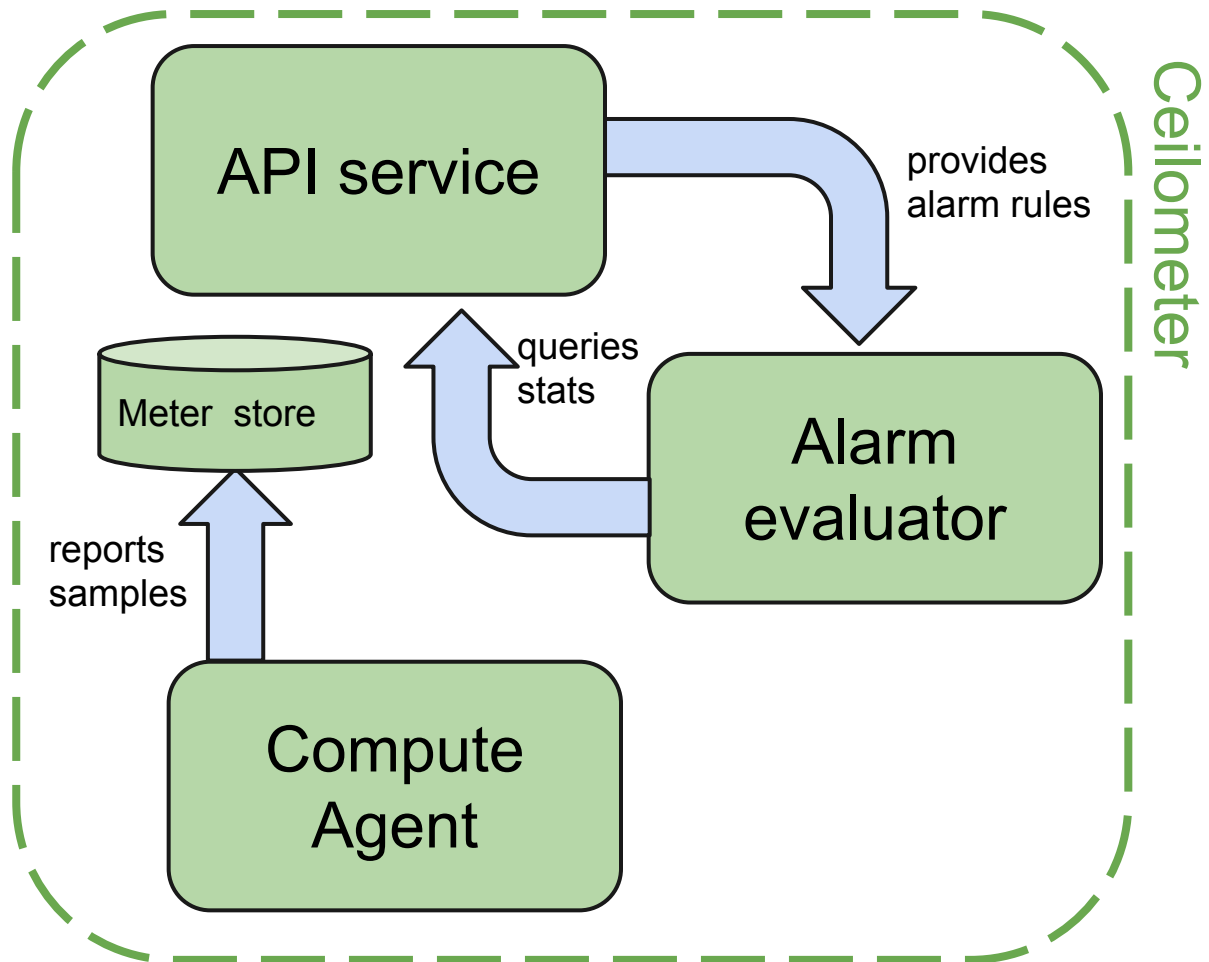 API service
provides
alarm rules
Ceilometer
queries
stats
Meter store
Alarm
evaluator
reports
samples
Compute
Agent